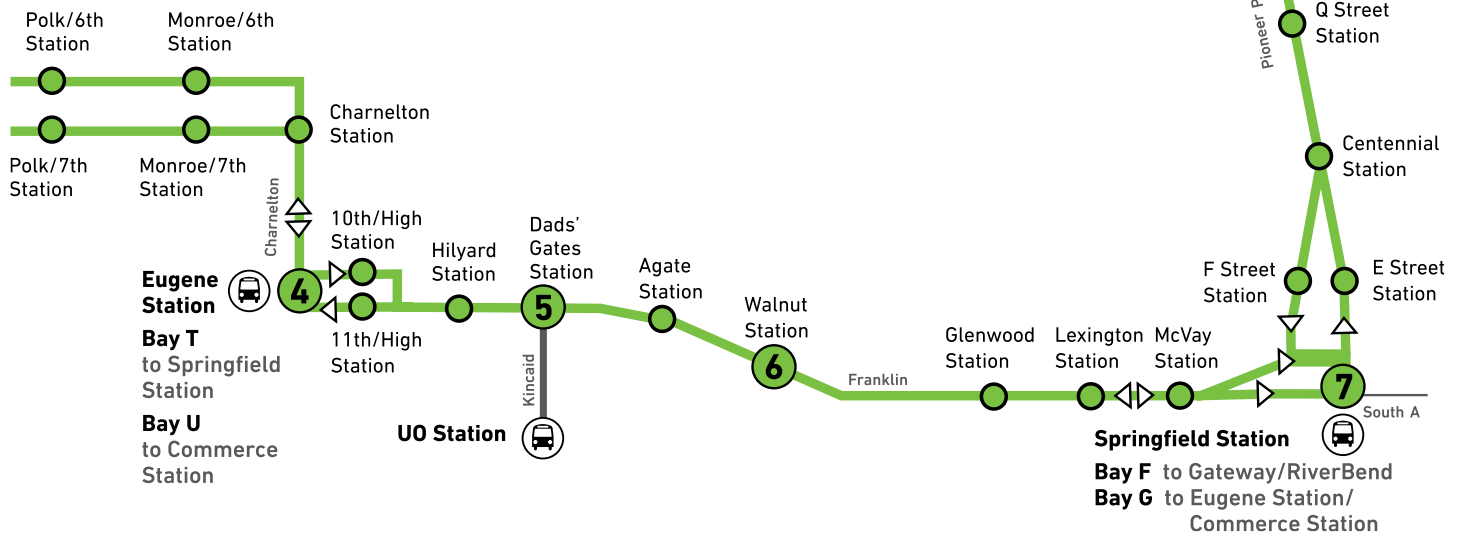 Polk/6th
Station
Monroe/6th
Station
Pioneer P
Q Street
Station
Charnelton
Station
Polk/7th
Station
Monroe/7th
Station
Centennial
Station
Charnelton
10th/High
Station
Hilyard
Station
Dads’
Gates
Station
Agate
Station
F Street
Station
E Street
Station
Eugene
Station
4
5
Bay T
to Springfield
Station
11th/High
Station
Walnut
Station
6
Glenwood
Station
Lexington
Station
McVay
Station
Kincaid
Franklin
7
South A
Bay U
to Commerce
Station
UO Station
Springfield Station
Bay F to Gateway/RiverBend
Bay G to Eugene Station/
Commerce Station